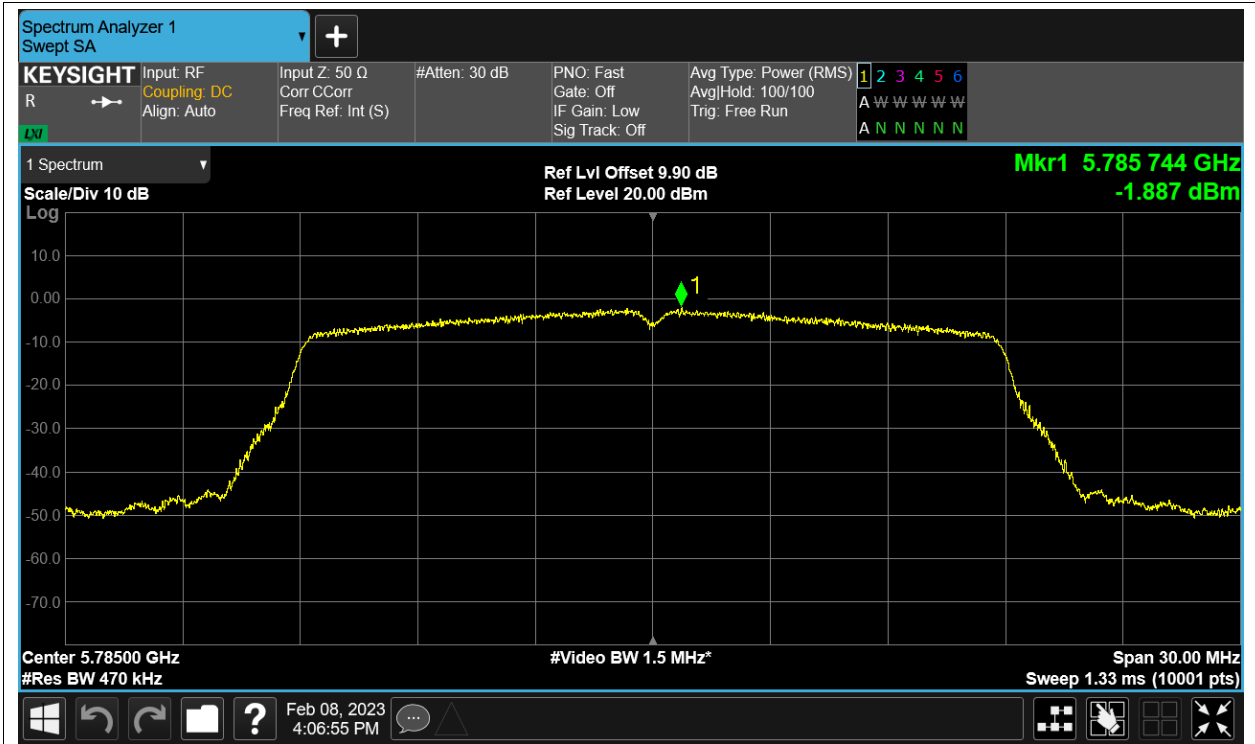 Spectrum Analyzer 1
Swept SA
KEYSIGHT
R
LXI
Input: RF
Coupling: DC
Align: Auto
Input Z: 50 Ω
Corr CCorr
Freq Ref: Int (S)
#Atten: 30 dB
PNO: Fast
Gate: Off
IF Gain: Low
Sig Track: Off
Avg Type: Power (RMS)
Avg|Hold: 100/100
Trig: Free Run
1 2 3 4 5 6
A W W W W W
A N N N N N
1 Spectrum
Scale/Div 10 dB
Log
Ref Lvl Offset 9.90 dB
Ref Level 20.00 dBm
Mkr1 5.785 744 GHz
-1.887 dBm
10.0
0.00
-10.0
-20.0
-30.0
-40.0
-50.0
-60.0
-70.0
1
Center 5.78500 GHz
#Res BW 470 kHz
#Video BW 1.5 MHz*
Span 30.00 MHz
Sweep 1.33 ms (10001 pts)
?
Feb 08, 2023
4:06:55 PM